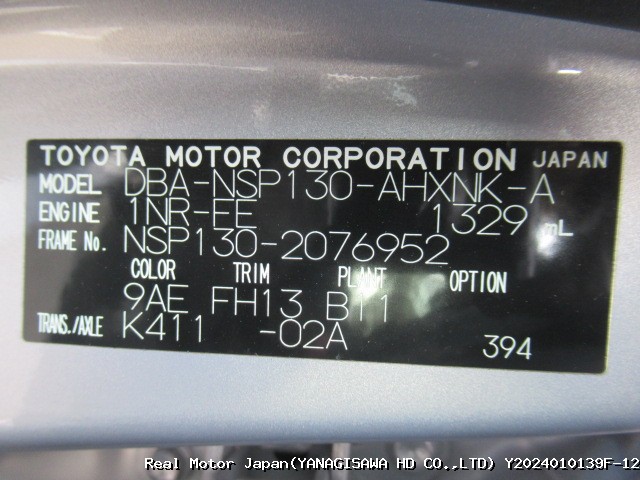 TOYOTA MOTOR CORPORATION JAPAN
MODEL DBA-NSP130-AHXNK-A
ENGINE 1NR-FE 1329 mL
FRAME No. NSP130-2076952
COLOR TRIM PLANT OPTION
9AE FH13 B11
TRANS./AXLE K411 -02A 394
Real Motor Japan(YANAGISAWA HD CO.,LTD) Y2024010139F-12